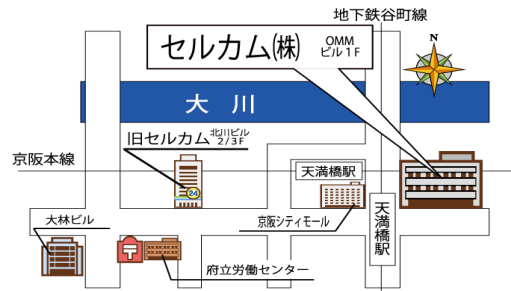 地下鉄谷町線
セルカム㈱ OMM
ビル1F
N
大川
旧セルカム 北川ビル
2/3F
京阪本線
24
天満橋駅
大林ビル
京阪シティモール
天満橋駅
府立労働センター